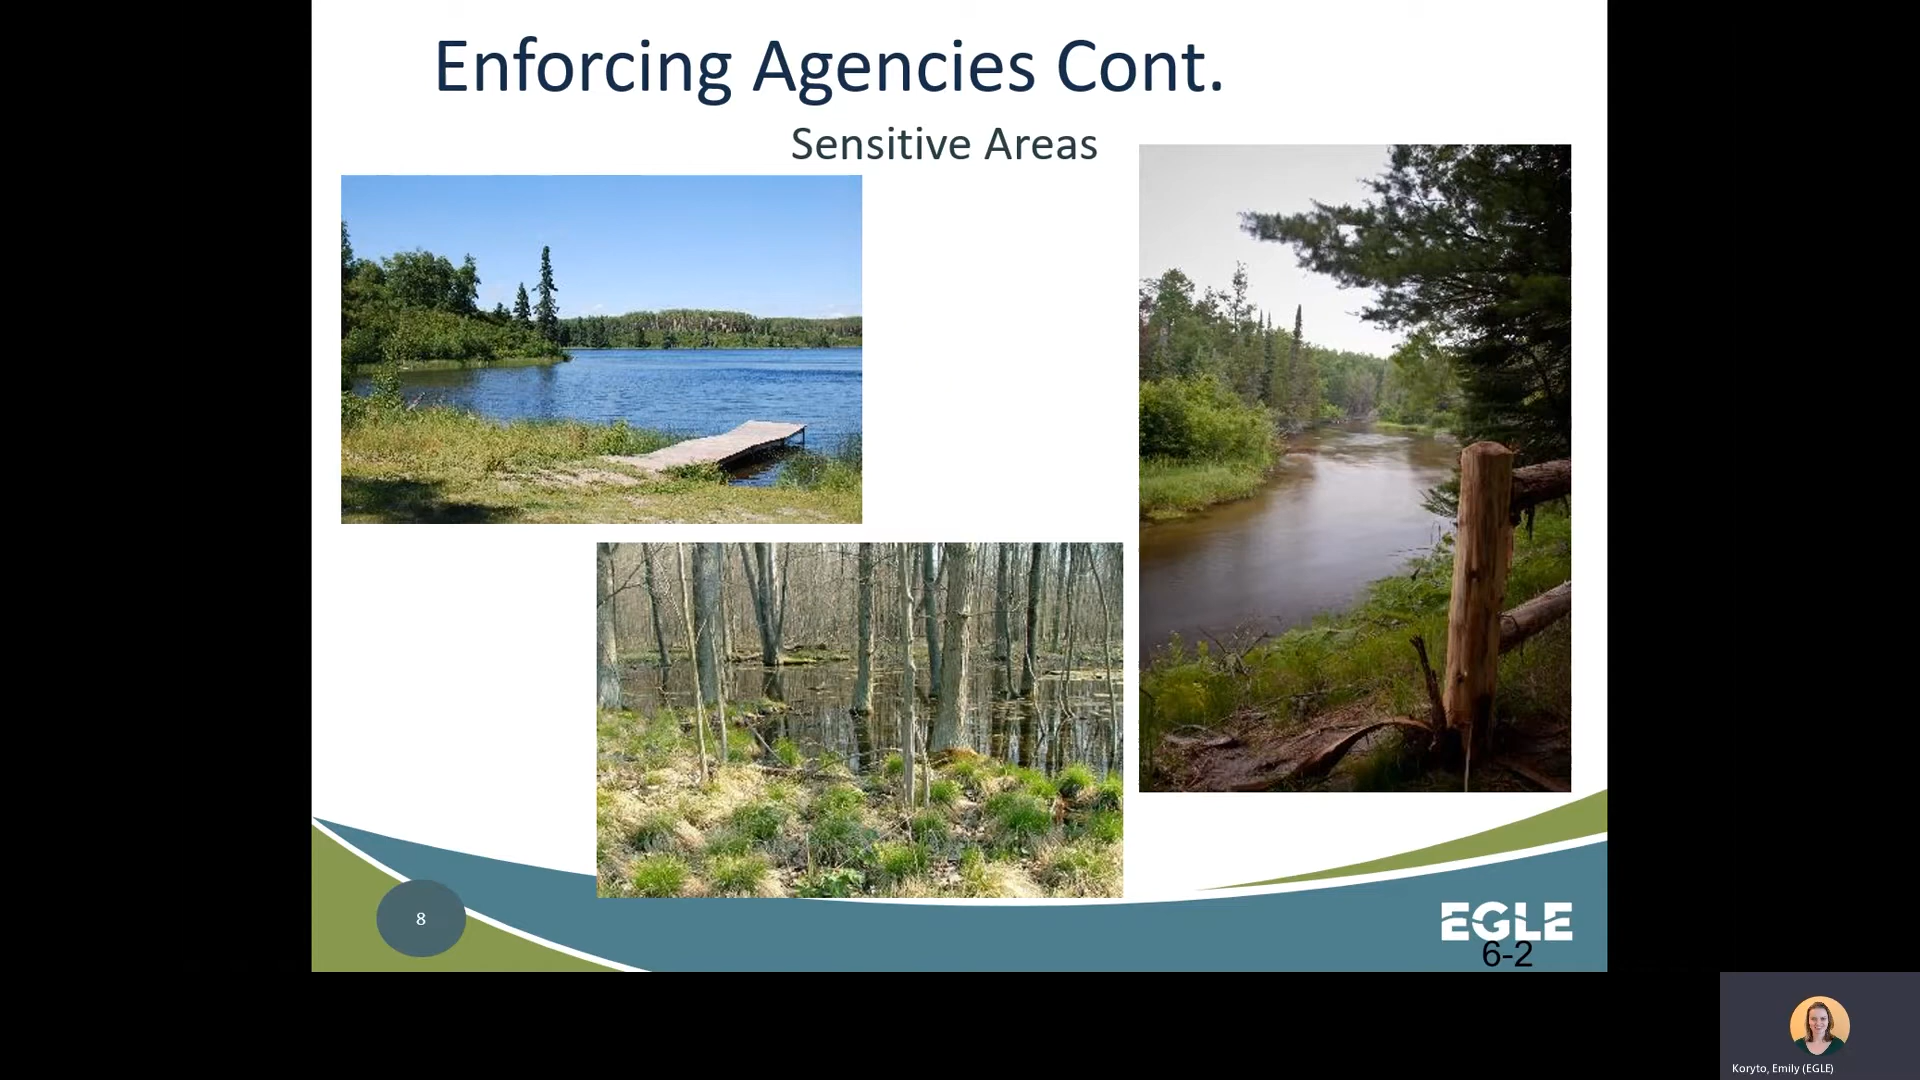 Enforcing Agencies Cont.
Sensitive Areas
8
EGLE
6-2
Koryto, Emily (EGLE)